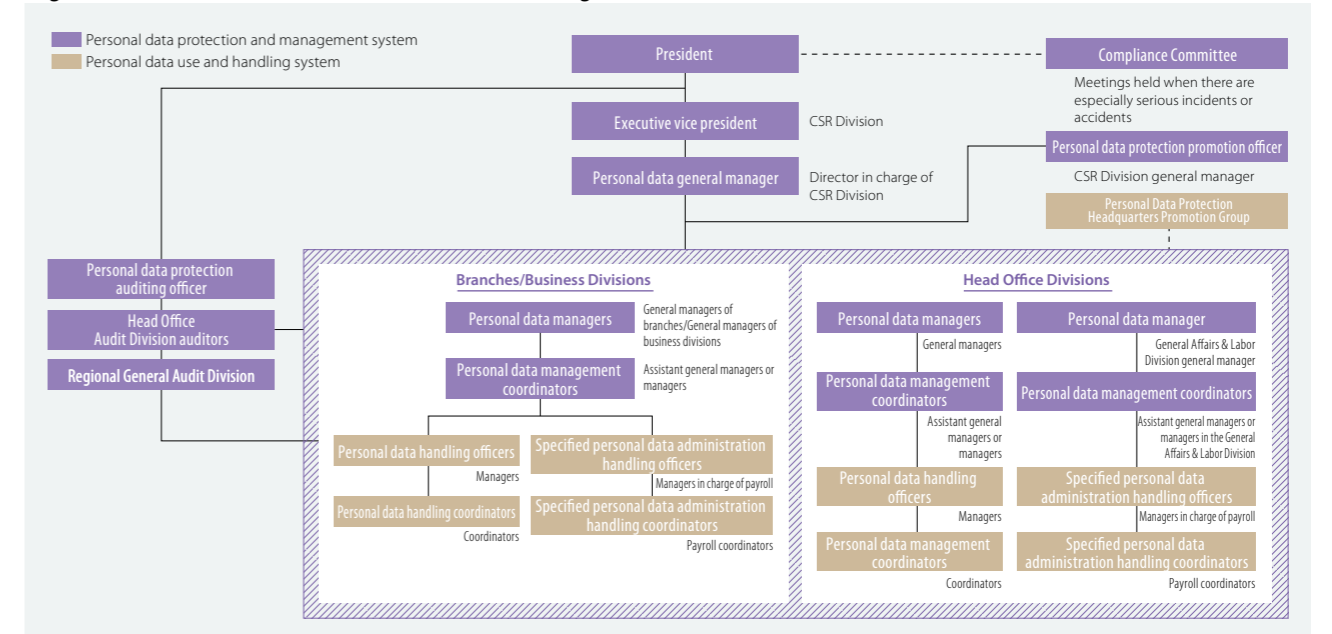 Personal data protection and management system
Personal data use and handling system
President
Compliance Committee
Meetings held when there are
especially serious incidents or
accidents
Executive vice president
CSR Division
Personal data protection promotion officer
CSR Division general manager
Personal data general manager
Director in charge of
CSR Division
Personal Data Protection
Headquarters Promotion Group
Personal data protection
auditing officer
Head Office
Audit Division auditors
Regional General Audit Division
Branches/Business Divisions
Personal data managers
General managers of
branches/General managers of
business divisions
Personal data management
coordinators
Assistant general managers or
managers
Personal data handling officers
Managers
Personal data handling coordinators
Coordinators
Specified personal data administration
handling officers
Managers in charge of payroll
Specified personal data administration
handling coordinators
Payroll coordinators
Head Office Divisions
Personal data managers
General managers
Personal data management
coordinators
Assistant general
managers or
managers
Personal data handling
officers
Managers
Personal data management
coordinators
Coordinators
Personal data manager
General Affairs & Labor
Division general manager
Personal data management coordinators
Assistant general managers or
managers in the General
Affairs & Labor Division
Specified personal data
administration handling officers
Managers in charge of payroll
Specified personal data
administration handling coordinators
Payroll coordinators